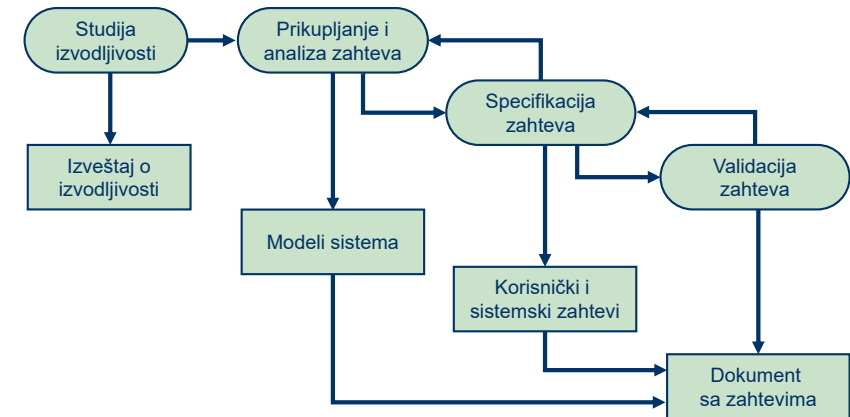 Studija
izvodljivosti
Prikupljanje i
analiza zahteva
Specifikacija
zahteva
Izveštaj o
izvodljivosti
Validacija
zahteva
Modeli sistema
Korisnički i
sistemski zahtevi
Dokument
sa zahtevima